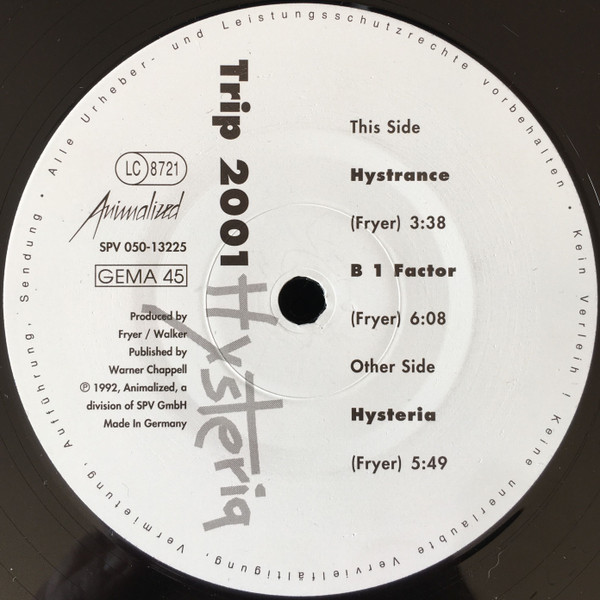 Alle Urheber- und Leistungsschutzrechte vorbehalten • Kein Verleih! Keine unerlaubte Vervielfältigung, Vermietung, Aufführung, Sendung •
Trip 2001
Hysteria
LC 8721
Animalized
SPV 050-13225
GEMA 45
Produced by
Fryer / Walker
Published by
Warner Chappell
℗ 1992, Animalized, a
division of SPV GmbH
Made In Germany
This Side
Hystrance
(Fryer) 3:38
B 1 Factor
(Fryer) 6:08
Other Side
Hysteria
(Fryer) 5:49